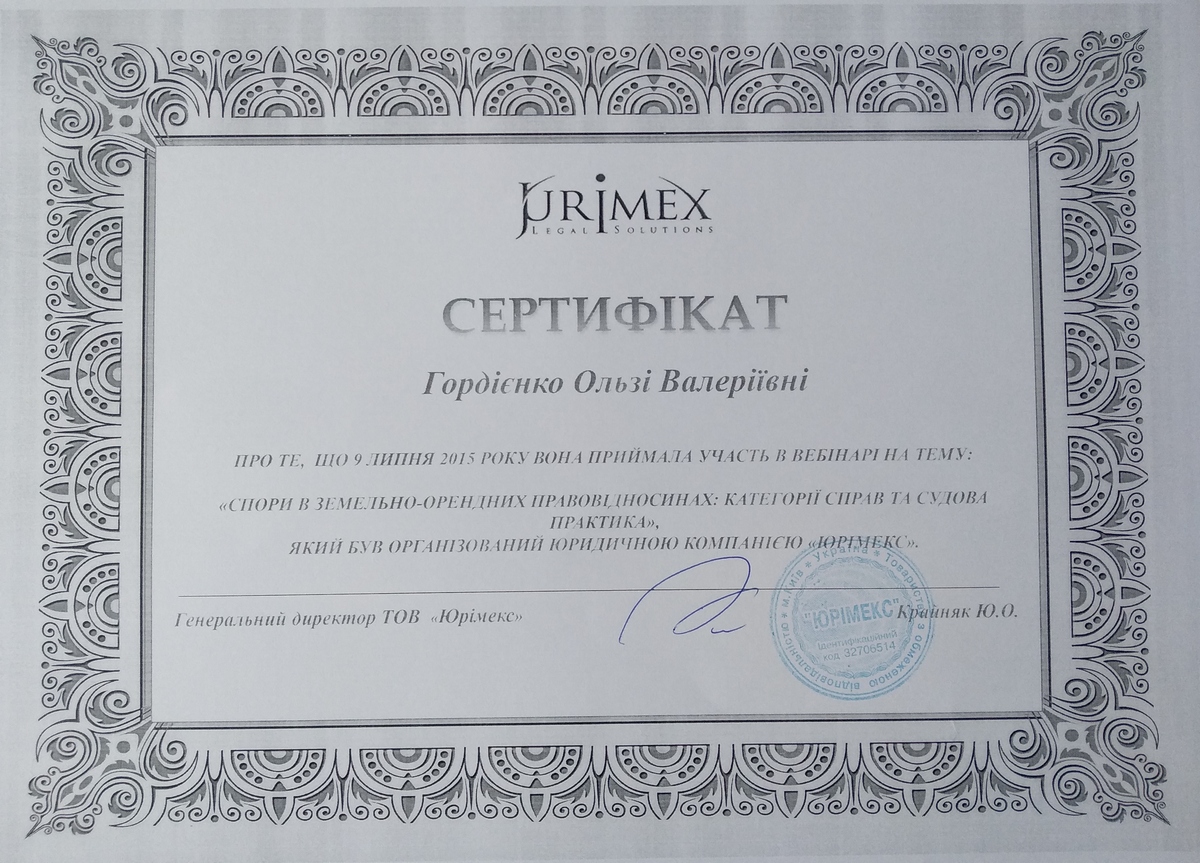 JURIMEX
LEGAL SOLUTIONS
СЕРТИФІКАТ
Гордієнко Ользі Валеріївні
ПРО ТЕ, ЩО 9 ЛИПНЯ 2015 РОКУ ВОНА ПРИЙМАЛА УЧАСТЬ В ВЕБІНАРІ НА ТЕМУ:
«СПОРИ В ЗЕМЕЛЬНО-ОРЕНДНИХ ПРАВОВІДНОСИНАХ: КАТЕГОРІЇ СПРАВ ТА СУДОВА
ПРАКТИКА»,
ЯКИЙ БУВ ОРГАНІЗОВАНИЙ ЮРИДИЧНОЮ КОМПАНІЄЮ «ЮРІМЕКС».
Генеральний директор ТОВ «Юрімекс»
Крайняк Ю.О.
м.Київ * Україна * Товариство з обмеженою відповідальністю *
"ЮРІМЕКС"
Ідентифікаційний
код 32706514